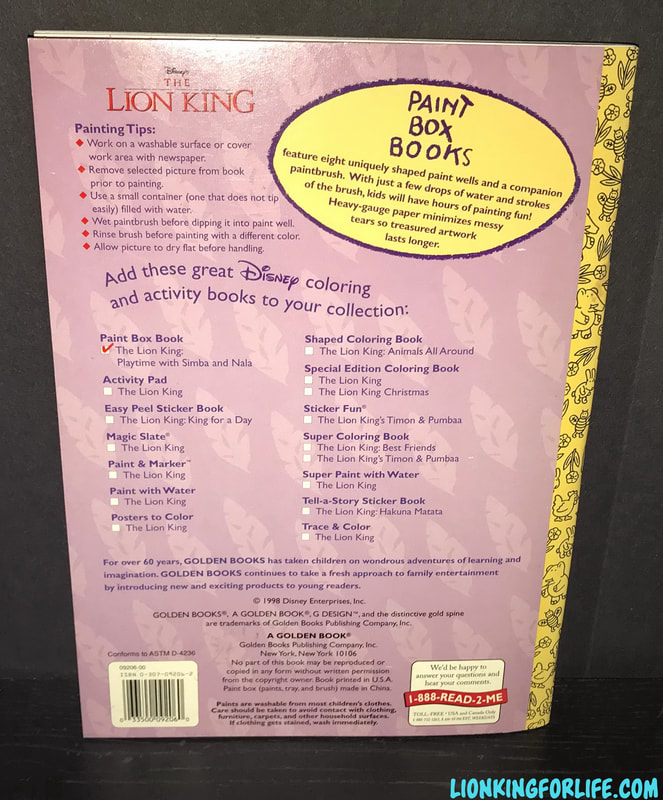 Disney's
THE
LION KING
Painting Tips:
Work on a washable surface or cover
work area with newspaper.
Remove selected picture from book
prior to painting.
Use a small container (one that does not tip
easily) filled with water.
Wet paintbrush before dipping it into paint well.
Rinse brush before painting with a different color.
Allow picture to dry flat before handling.
PAINT
BOX
BOOKS
feature eight uniquely shaped paint wells and a companion
paintbrush. With just a few drops of water and strokes
of the brush, kids will have hours of painting fun!
Heavy-gauge paper minimizes messy
tears so treasured artwork
lasts longer.
Add these great Disney coloring
and activity books to your collection:
Paint Box Book
The Lion King:
Playtime with Simba and Nala
Activity Pad
The Lion King
Easy Peel Sticker Book
The Lion King: King for a Day
Magic Slate®
The Lion King
Paint & Marker™
The Lion King
Paint with Water
The Lion King
Posters to Color
The Lion King
Shaped Coloring Book
The Lion King: Animals All Around
Special Edition Coloring Book
The Lion King
The Lion King Christmas
Sticker Fun®
The Lion King's Timon & Pumbaa
Super Coloring Book
The Lion King: Best Friends
The Lion King's Timon & Pumbaa
Super Paint with Water
The Lion King
Tell-a-Story Sticker Book
The Lion King: Hakuna Matata
Trace & Color
The Lion King
For over 60 years, GOLDEN BOOKS has taken children on wondrous adventures of learning and
imagination. GOLDEN BOOKS continues to take a fresh approach to family entertainment
by introducing new and exciting products to young readers.
© 1998 Disney Enterprises, Inc.
GOLDEN BOOKS®, A GOLDEN BOOK®, G DESIGN™, and the distinctive gold spine
are trademarks of Golden Books Publishing Company, Inc.
A GOLDEN BOOK®
Golden Books Publishing Company, Inc.
New York, New York 10106
No part of this book may be reproduced or
copied in any form without written permission
from the copyright owner. Book printed in U.S.A.
Paint box (paints, tray, and brush) made in China.
Paints are washable from most children's clothes.
Care should be taken to avoid contact with clothing,
furniture, carpets, and other household surfaces.
If clothing gets stained, wash immediately.
Conforms to ASTM D-4236
09206-00
ISBN 0-307-09206-2
0 33500 09206 0
We'd be happy to
answer your questions and
hear your comments.
1-888-READ-2-ME
TOLL-FREE • USA and Canada Only
LIONKINGFORLIFE.COM